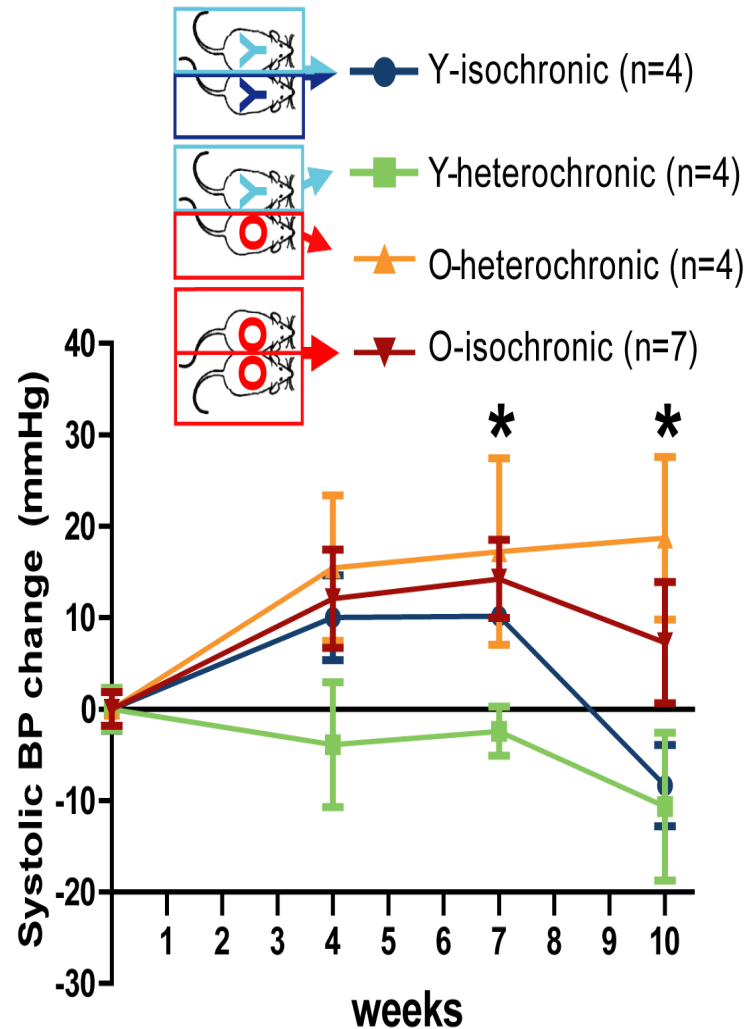 Y
Y
Y-isochronic (n=4)
Y
O
Y-heterochronic (n=4)
O-heterochronic (n=4)
O
O
O-isochronic (n=7)
Systolic BP change (mmHg)
40
30
20
10
0
-10
-20
-30
* *
1 2 3 4 5 6 7 8 9 10
weeks